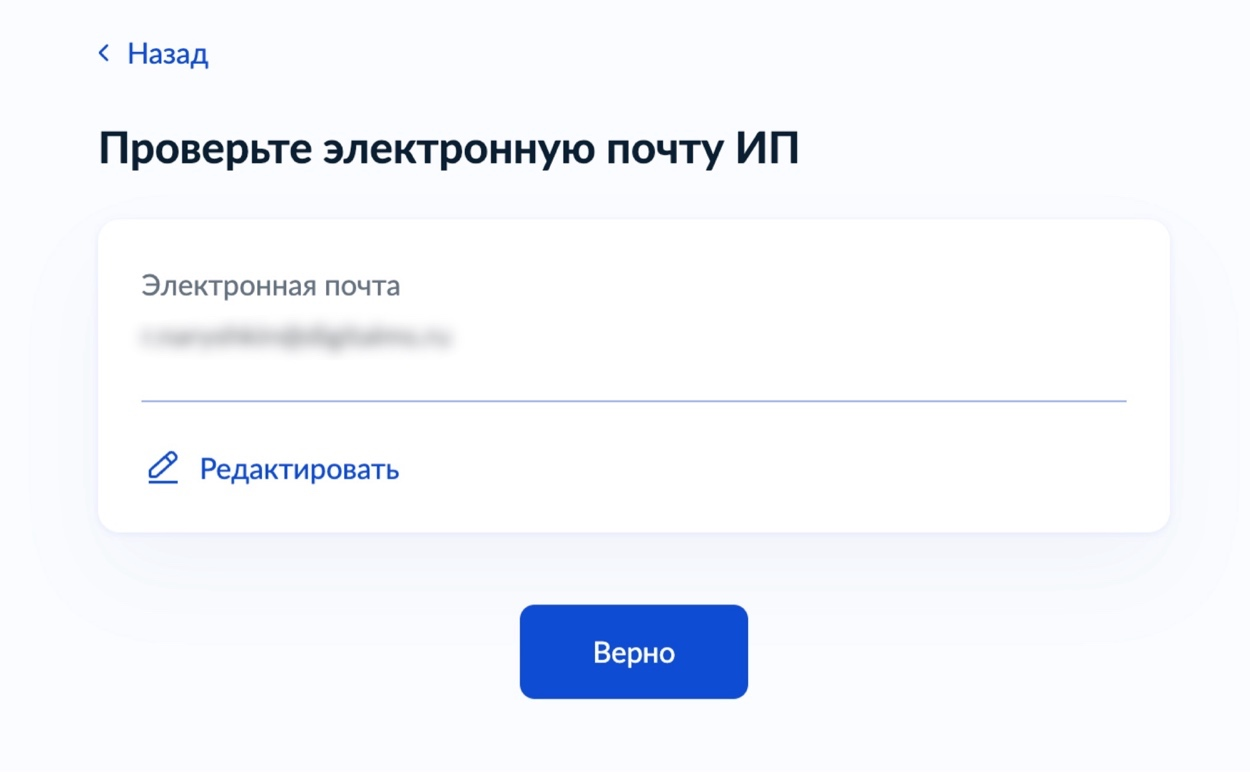 Назад
Проверьте электронную почту ИП
Электронная почта
Редактировать
Верно